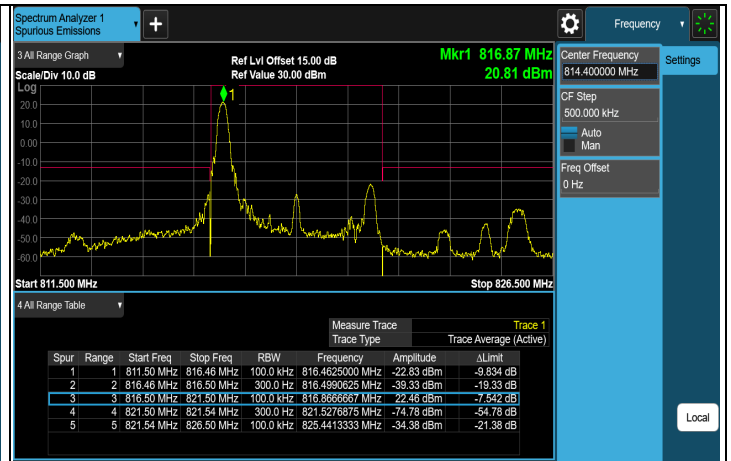 Spectrum Analyzer 1
Spurious Emissions
Frequency
3 All Range Graph
Ref Lvl Offset 15.00 dB
Mkr1 816.87 MHz
Scale/Div 10.0 dB
Ref Value 30.00 dBm
20.81 dBm
Log
1
20.0
10.0
0.00
-10.0
-20.0
-30.0
-40.0
-50.0
-60.0
Start 811.500 MHz
Stop 826.500 MHz
Center Frequency
814.400000 MHz
Settings
CF Step
500.000 kHz
Auto
Man
Freq Offset
0 Hz
4 All Range Table
Measure Trace Trace 1
Trace Type Trace Average (Active)
Spur Range Start Freq Stop Freq RBW Frequency Amplitude ΔLimit
1 1 811.50 MHz 816.46 MHz 100.0 kHz 816.4625000 MHz -22.83 dBm -9.834 dB
2 2 816.46 MHz 816.50 MHz 300.0 Hz 816.4990625 MHz -39.33 dBm -19.33 dB
3 3 816.50 MHz 821.50 MHz 100.0 kHz 816.8666667 MHz 22.46 dBm -7.542 dB
4 4 821.50 MHz 821.54 MHz 300.0 Hz 821.5276875 MHz -74.78 dBm -54.78 dB
5 5 821.54 MHz 826.50 MHz 100.0 kHz 825.4413333 MHz -34.38 dBm -21.38 dB
Local